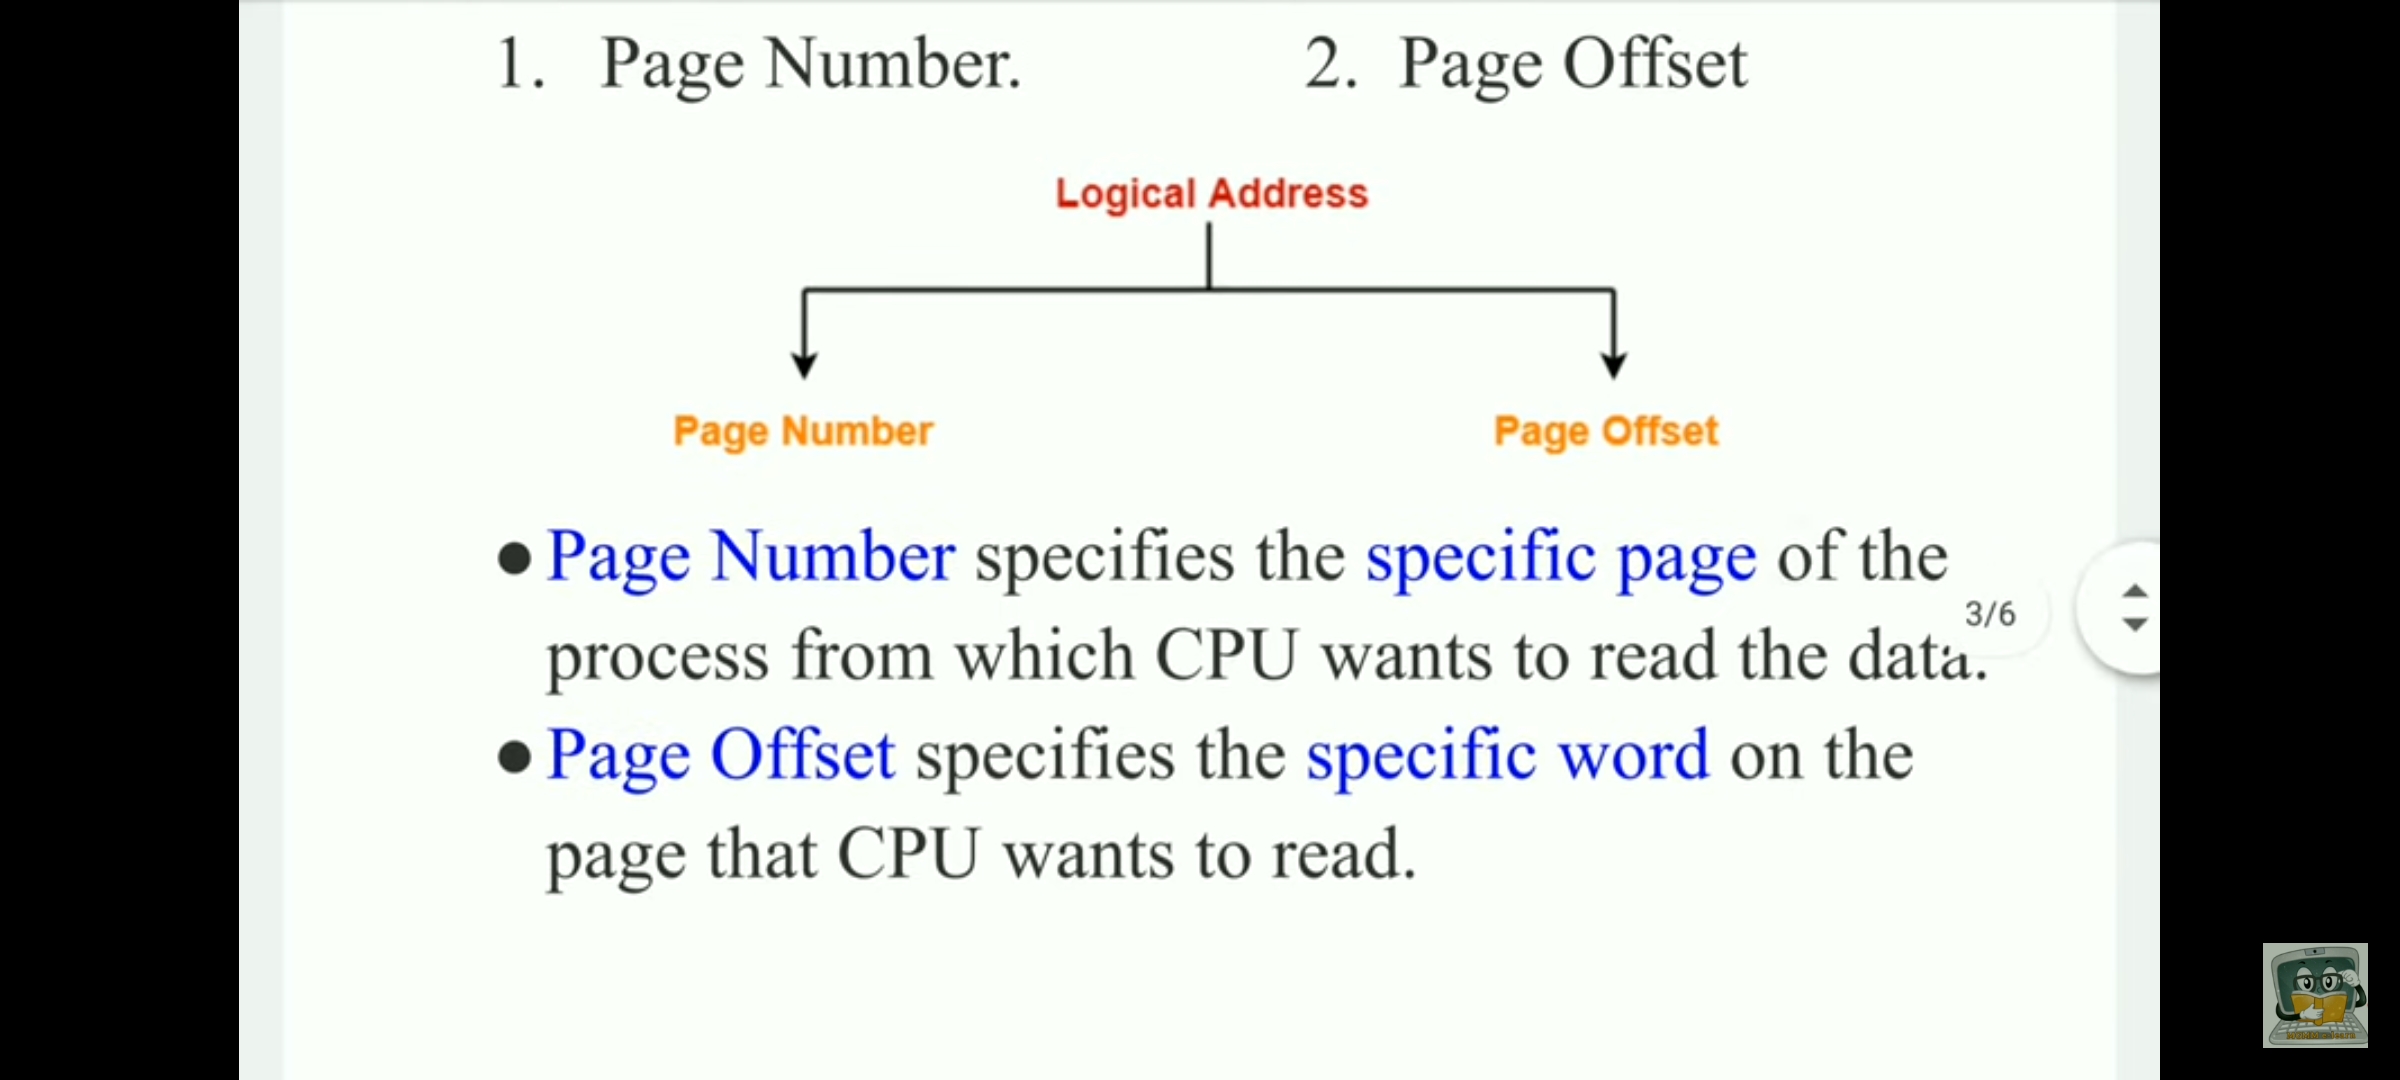 1. Page Number. 2. Page Offset
Logical Address
Page Number Page Offset
● Page Number specifies the specific page of the
3/6
process from which CPU wants to read the data.
● Page Offset specifies the specific word on the
page that CPU wants to read.